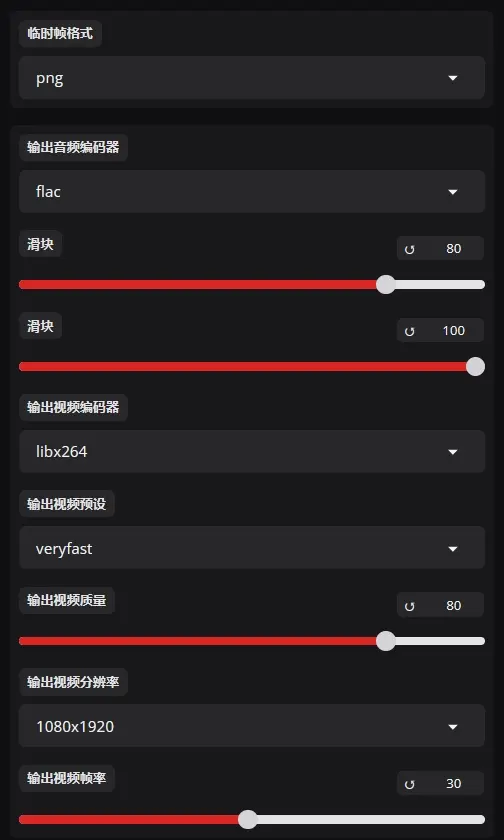 临时帧格式
png
输出音频编码器
flac
滑块
80
滑块
100
输出视频编码器
libx264
输出视频预设
veryfast
输出视频质量
80
输出视频分辨率
1080x1920
输出视频帧率
30